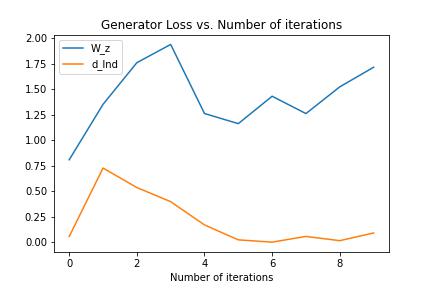 Generator Loss vs. Number of iterations
2.00
1.75
1.50
1.25
1.00
0.75
0.50
0.25
0.00
W_z
d_lnd
0 2 4 6 8
Number of iterations